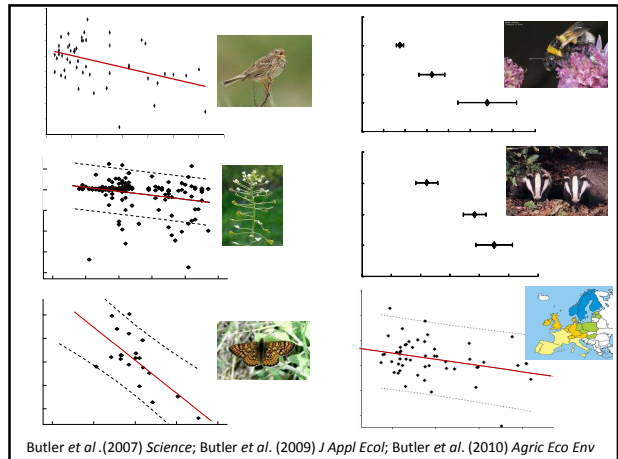 Butler et al .(2007) Science; Butler et al. (2009) J Appl Ecol; Butler et al. (2010) Agric Eco Env